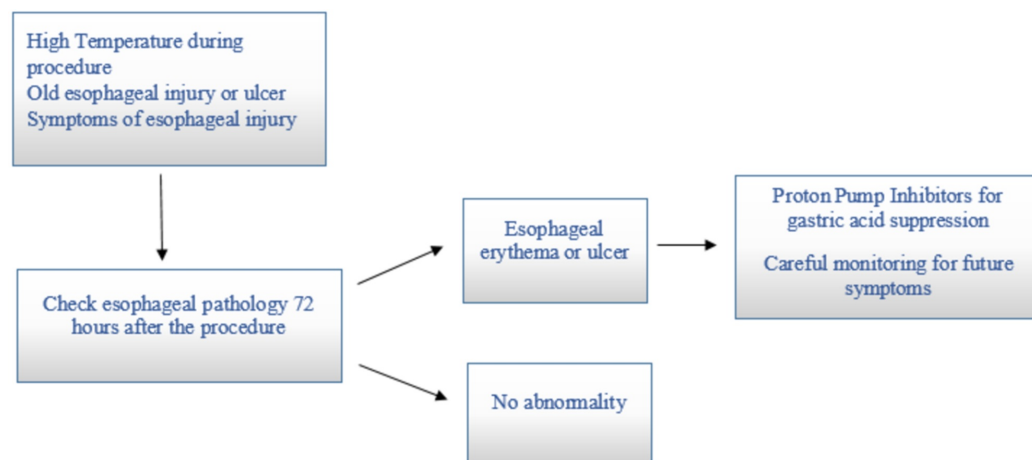 High Temperature during
procedure
Old esophageal injury or ulcer
Symptoms of esophageal injury
Check esophageal pathology 72
hours after the procedure
Esophageal
erythema or ulcer
No abnormality
Proton Pump Inhibitors for
gastric acid suppression
Careful monitoring for future
symptoms